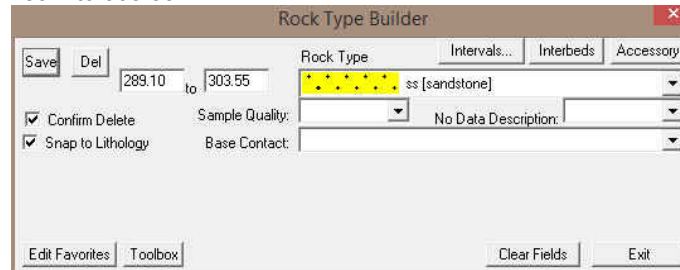 Rock Type Builder
Save Del Rock Type Intervals... Interbeds Accessory
289.10 to 303.55 ss [sandstone]
Confirm Delete Sample Quality: No Data Description:
Snap to Lithology Base Contact:
Edit Favorites Toolbox Clear Fields Exit